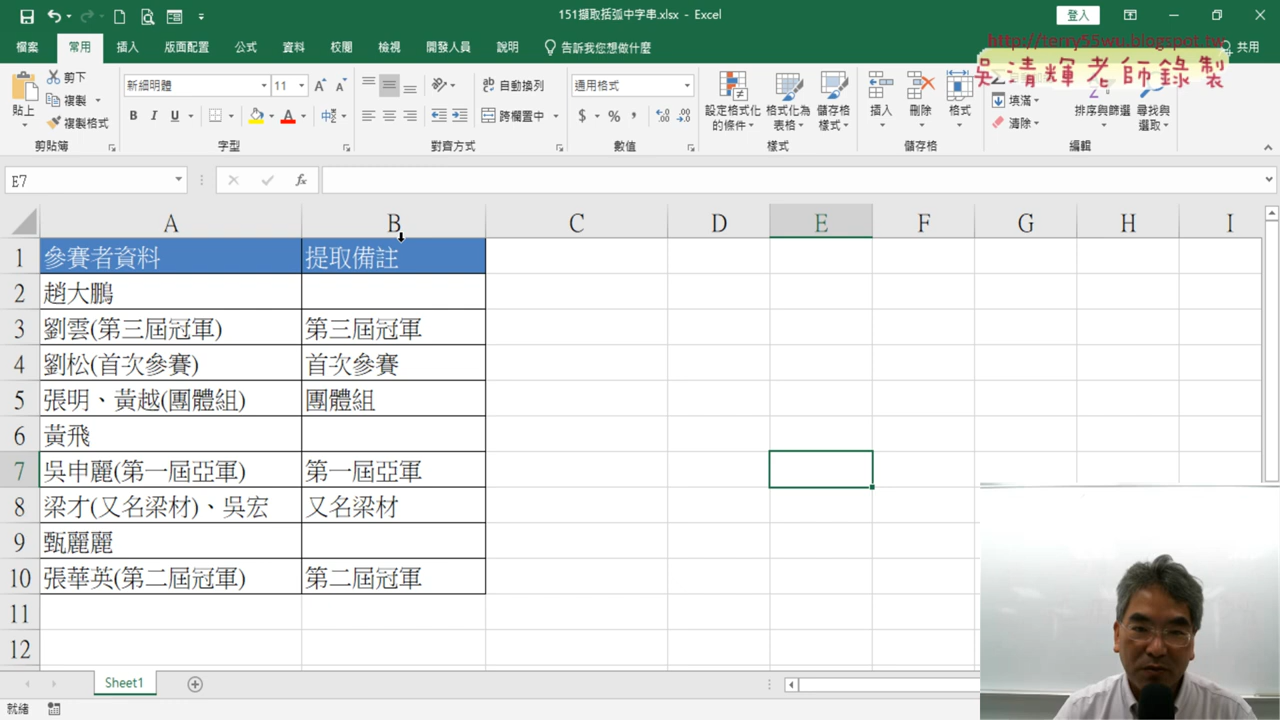 151擷取括弧中字串.xlsx - Excel
登入
檔案 常用 插入 版面配置 公式 資料 校閱 檢視 開發人員 說明 告訴我您想做什麼 共用
http://terry55wu.blogspot.tw
吳清輝老師錄製
貼上 剪下 複製 複製格式 剪貼簿
新細明體 11 B I U A 中 字型
自動換列 跨欄置中 對齊方式
通用格式 $ % , 數值
設定格式化的條件 格式化為表格 儲存格樣式 樣式
插入 刪除 格式 儲存格
填滿 清除 排序與篩選 尋找與選取 編輯
E7 fx
A B C D E F G H I
1 參賽者資料 提取備註
2 趙大鵬
3 劉雲(第三屆冠軍) 第三屆冠軍
4 劉松(首次參賽) 首次參賽
5 張明、黃越(團體組) 團體組
6 黃飛
7 吳申麗(第一屆亞軍) 第一屆亞軍
8 梁才(又名梁材)、吳宏 又名梁材
9 甄麗麗
10 張華英(第二屆冠軍) 第二屆冠軍
11
12
Sheet1
就緒